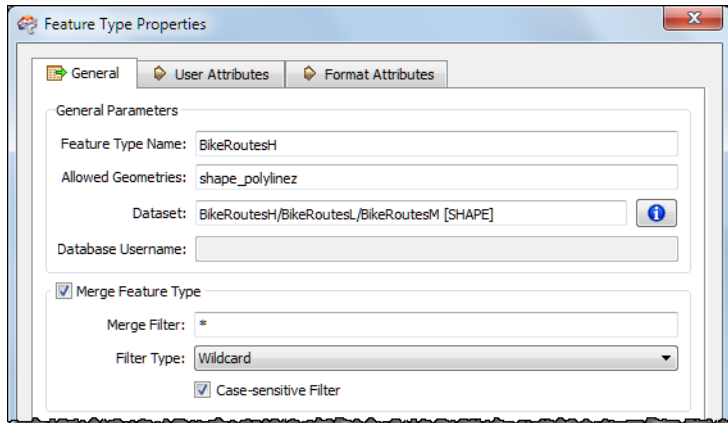 Feature Type Properties
General
User Attributes
Format Attributes
General Parameters
Feature Type Name: BikeRoutesH
Allowed Geometries: shape_polylinez
Dataset: BikeRoutesH/BikeRoutesL/BikeRoutesM [SHAPE]
Database Username:
Merge Feature Type
Merge Filter: *
Filter Type: Wildcard
Case-sensitive Filter